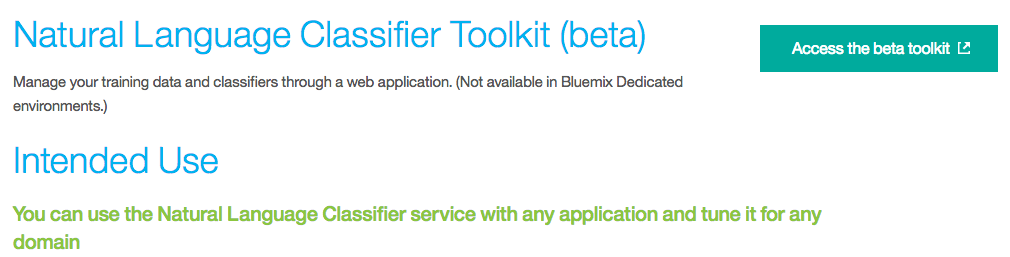 Natural Language Classifier Toolkit (beta)
Access the beta toolkit
Manage your training data and classifiers through a web application. (Not available in Bluemix Dedicated
environments.)
Intended Use
You can use the Natural Language Classifier service with any application and tune it for any
domain